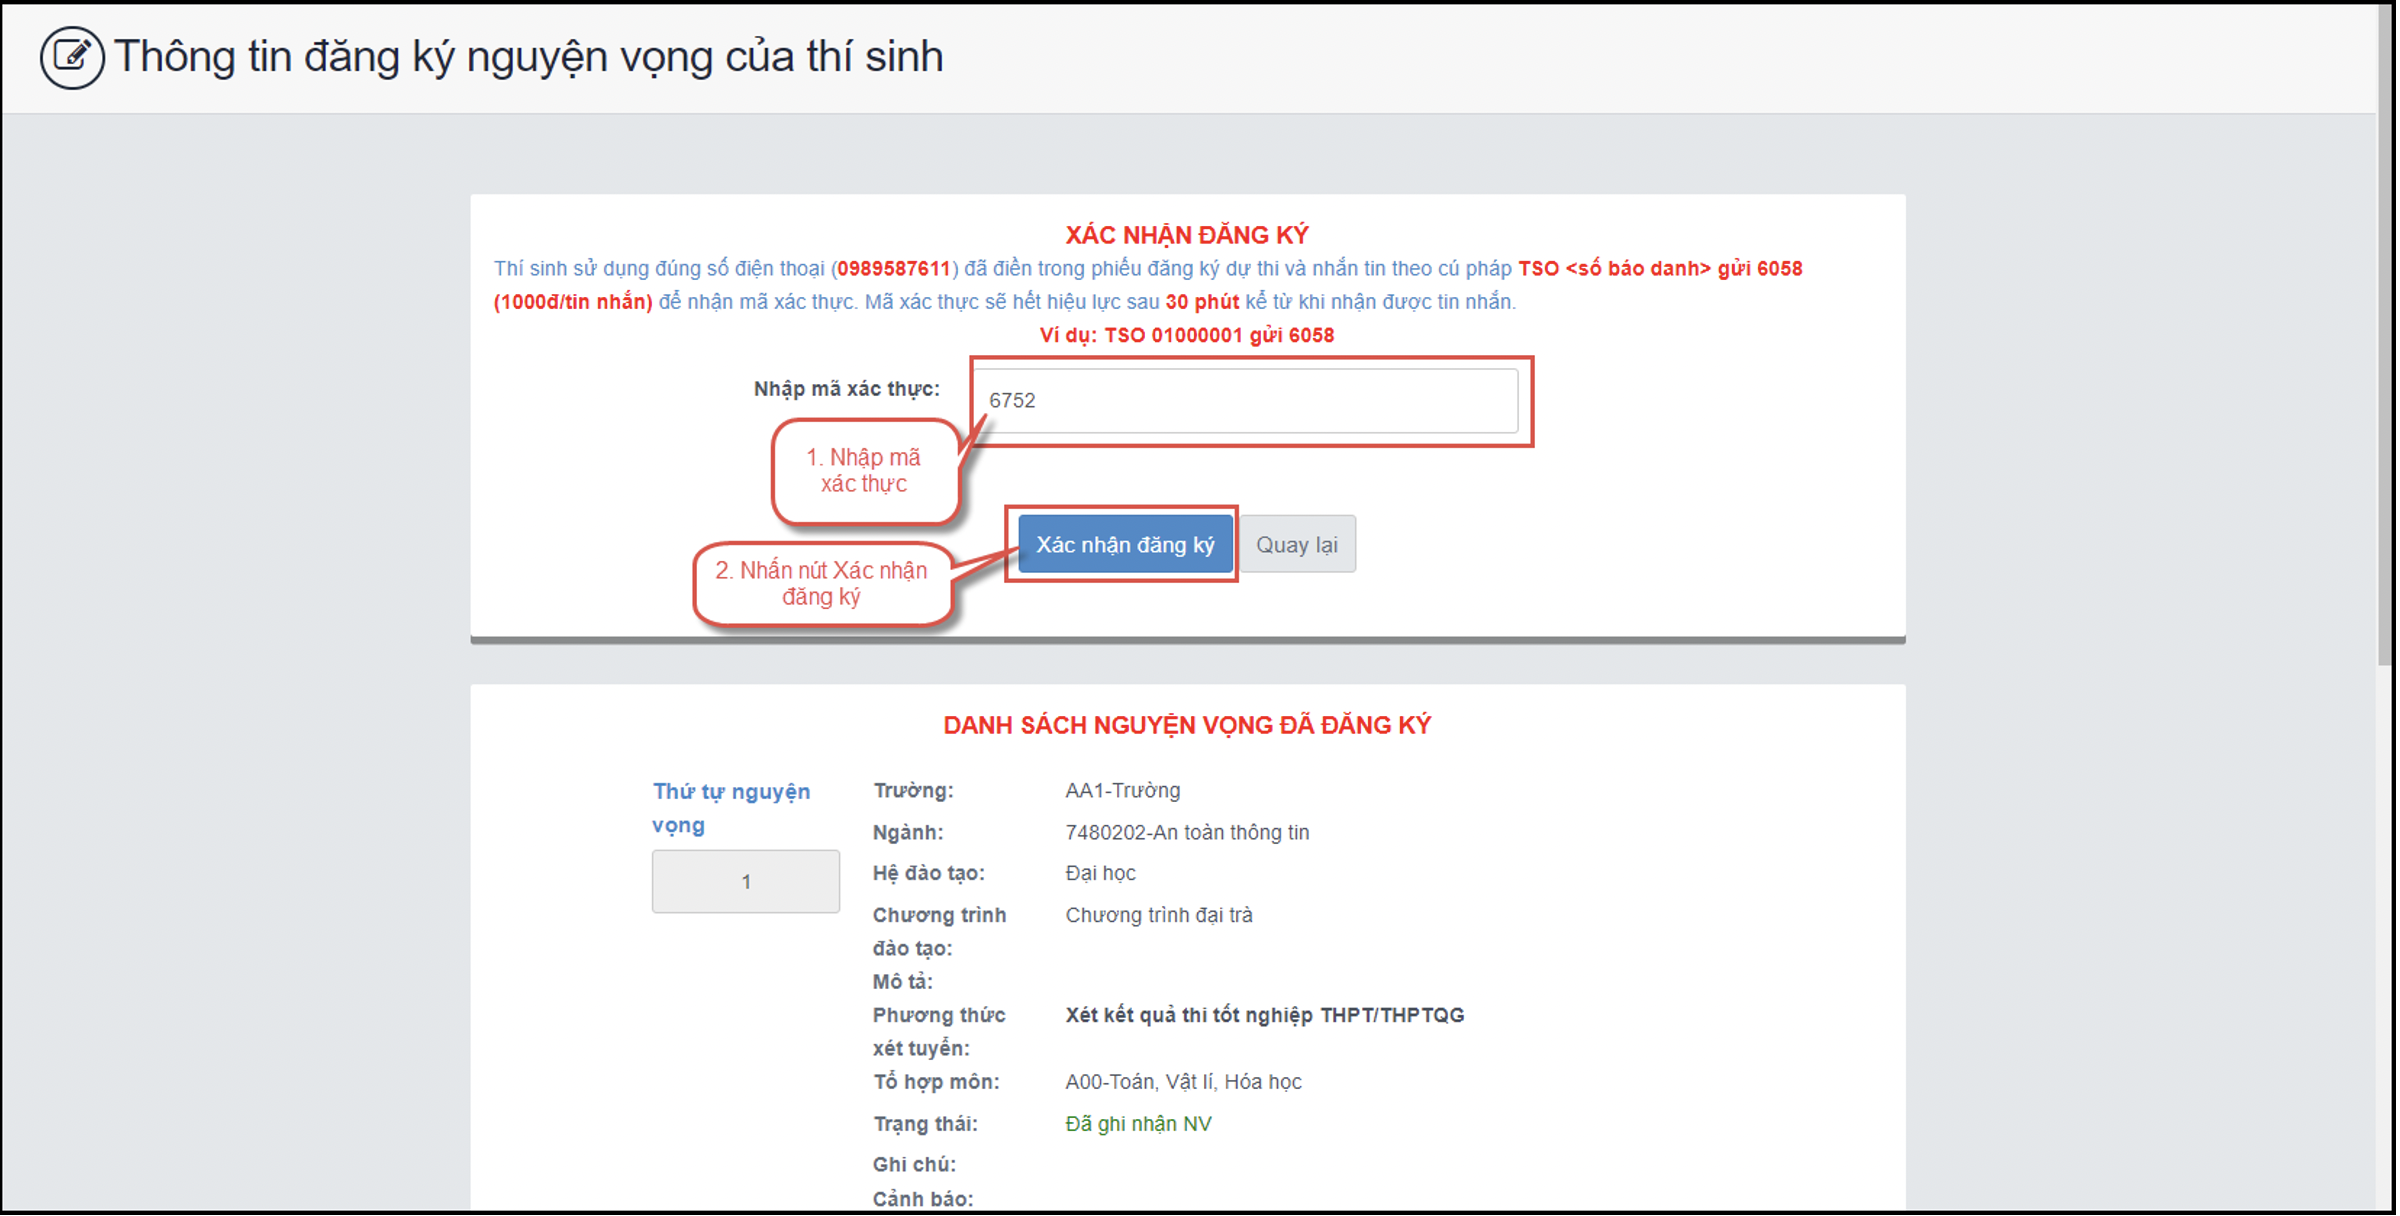 Thông tin đăng ký nguyện vọng của thí sinh
XÁC NHẬN ĐĂNG KÝ
Thí sinh sử dụng đúng số điện thoại (0989587611) đã điền trong phiếu đăng ký dự thi và nhắn tin theo cú pháp TSO <số báo danh> gửi 6058
(1000đ/tin nhắn) để nhận mã xác thực. Mã xác thực sẽ hết hiệu lực sau 30 phút kể từ khi nhận được tin nhắn.
Ví dụ: TSO 01000001 gửi 6058
Nhập mã xác thực:
6752
1. Nhập mã
xác thực
Xác nhận đăng ký
Quay lại
2. Nhấn nút Xác nhận
đăng ký
DANH SÁCH NGUYỆN VỌNG ĐÃ ĐĂNG KÝ
Thứ tự nguyện
vọng
1
Trường: AA1-Trường
Ngành: 7480202-An toàn thông tin
Hệ đào tạo: Đại học
Chương trình Chương trình đại trà
đào tạo:
Mô tả:
Phương thức Xét kết quả thi tốt nghiệp THPT/THPTQG
xét tuyển:
Tổ hợp môn: A00-Toán, Vật lí, Hóa học
Trạng thái: Đã ghi nhận NV
Ghi chú:
Cảnh báo: